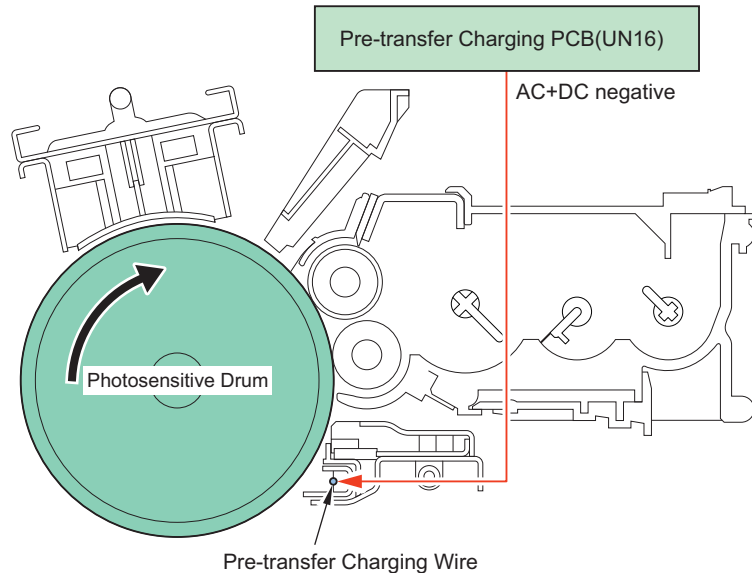 Pre-transfer Charging PCB(UN16)
AC+DC negative
Photosensitive Drum
Pre-transfer Charging Wire